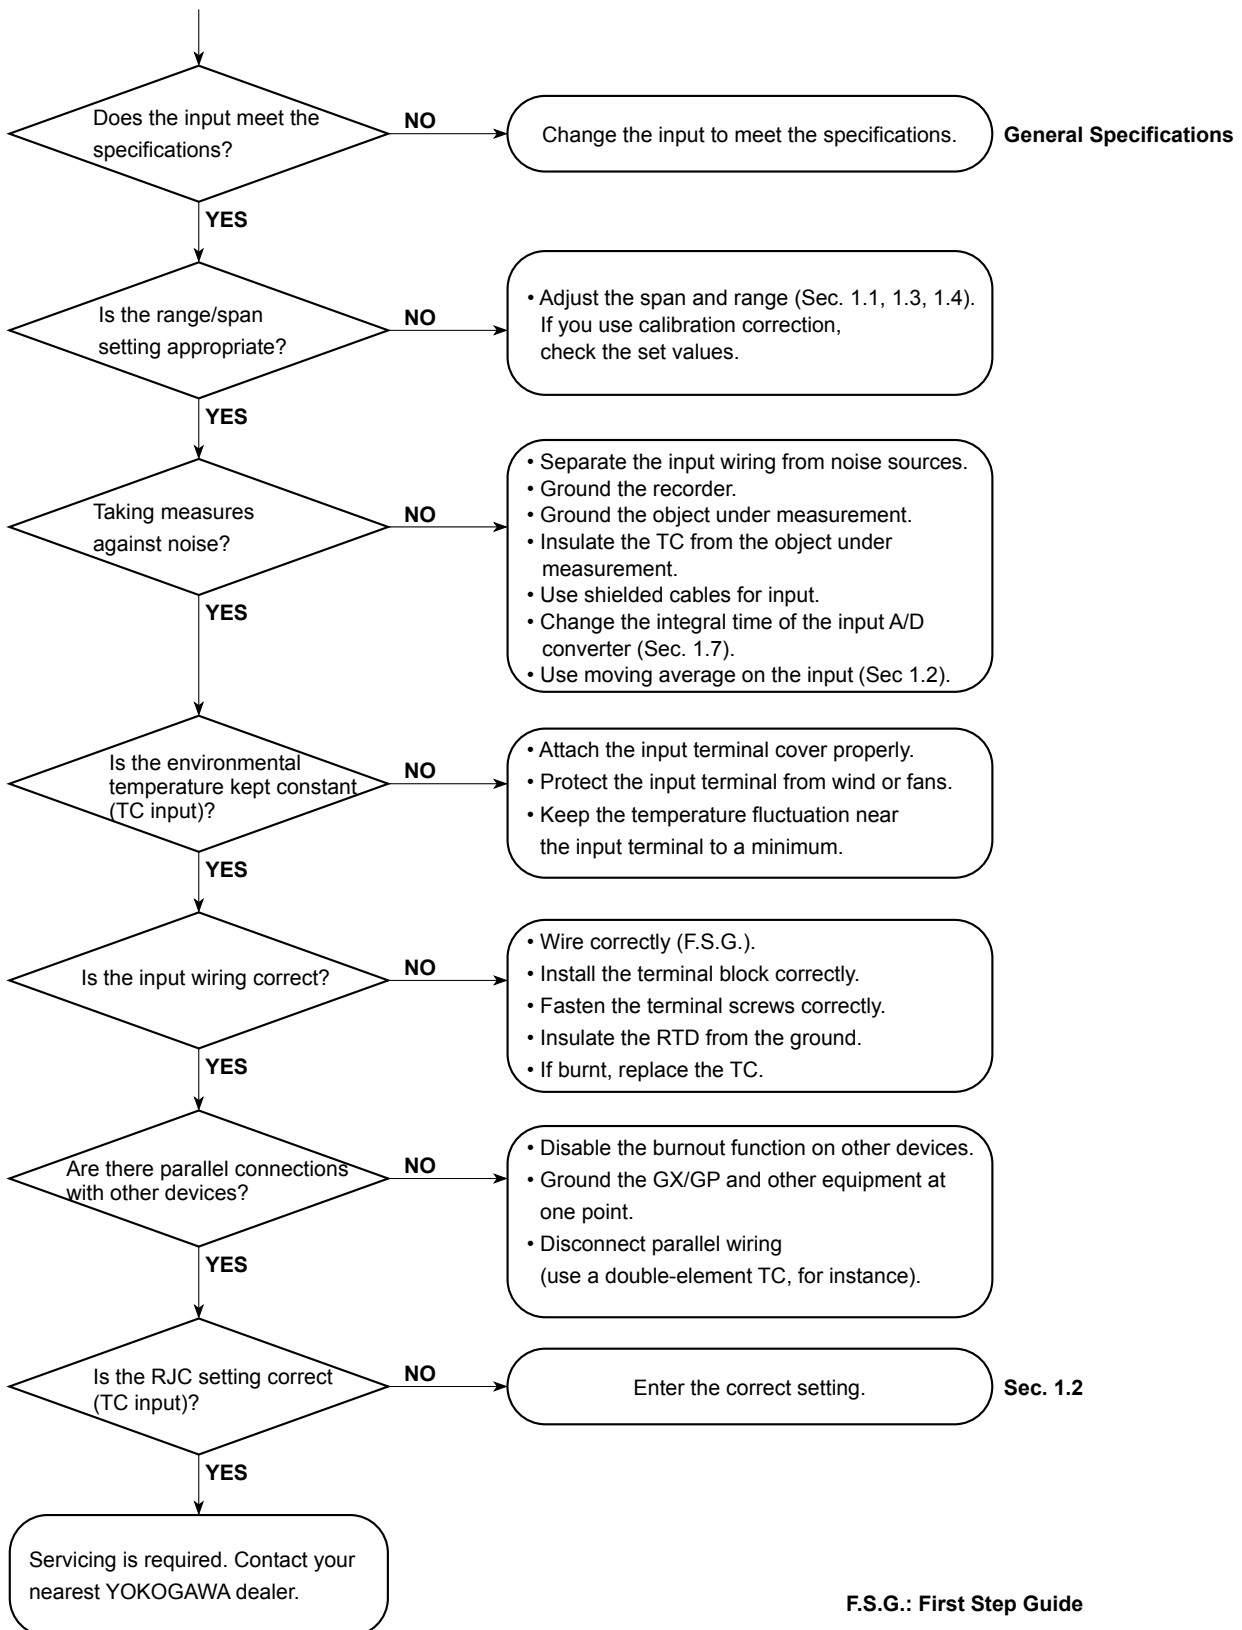 Does the input meet the
specifications?
NO
Change the input to meet the specifications.
General Specifications
YES
Is the range/span
setting appropriate?
NO
• Adjust the span and range (Sec. 1.1, 1.3, 1.4).
If you use calibration correction,
check the set values.
YES
Taking measures
against noise?
NO
• Separate the input wiring from noise sources.
• Ground the recorder.
• Ground the object under measurement.
• Insulate the TC from the object under
measurement.
• Use shielded cables for input.
• Change the integral time of the input A/D
converter (Sec. 1.7).
• Use moving average on the input (Sec 1.2).
YES
Is the environmental
temperature kept constant
(TC input)?
NO
• Attach the input terminal cover properly.
• Protect the input terminal from wind or fans.
• Keep the temperature fluctuation near
the input terminal to a minimum.
YES
Is the input wiring correct?
NO
• Wire correctly (F.S.G.).
• Install the terminal block correctly.
• Fasten the terminal screws correctly.
• Insulate the RTD from the ground.
• If burnt, replace the TC.
YES
Are there parallel connections
with other devices?
NO
• Disable the burnout function on other devices.
• Ground the GX/GP and other equipment at
one point.
• Disconnect parallel wiring
(use a double-element TC, for instance).
YES
Is the RJC setting correct
(TC input)?
NO
Enter the correct setting.
Sec. 1.2
YES
Servicing is required. Contact your
nearest YOKOGAWA dealer.
F.S.G.: First Step Guide